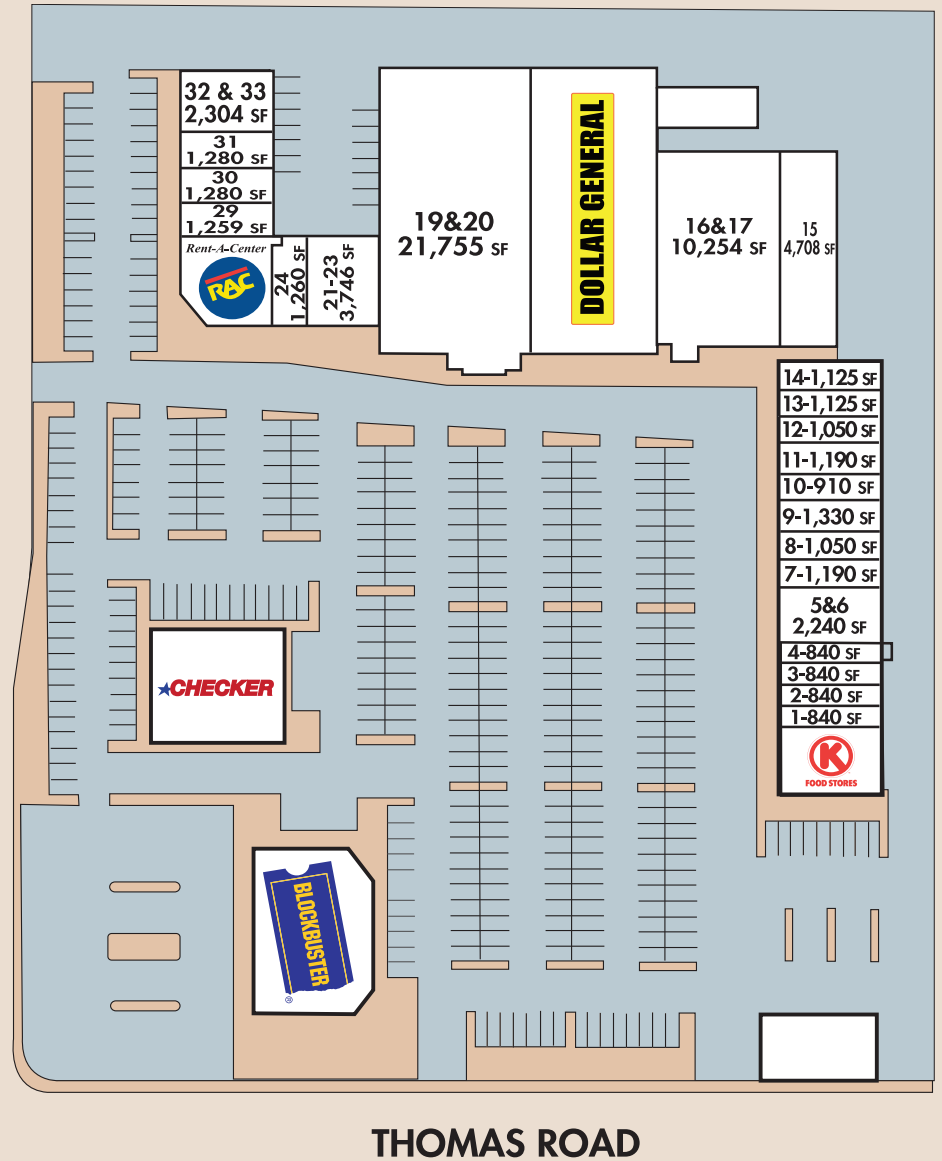 32 & 33
2,304 SF
31
1,280 SF
30
1,280 SF
29
1,259 SF
Rent-A-Center
RAC
24
1,260 SF
21-23
3,746 SF
19&20
21,755 SF
DOLLAR GENERAL
16&17
10,254 SF
15
4,708 SF
14-1,125 SF
13-1,125 SF
12-1,050 SF
11-1,190 SF
10-910 SF
9-1,330 SF
8-1,050 SF
7-1,190 SF
5&6
2,240 SF
4-840 SF
3-840 SF
2-840 SF
1-840 SF
K
FOOD STORES
CHECKER
BLOCKBUSTER
®
THOMAS ROAD